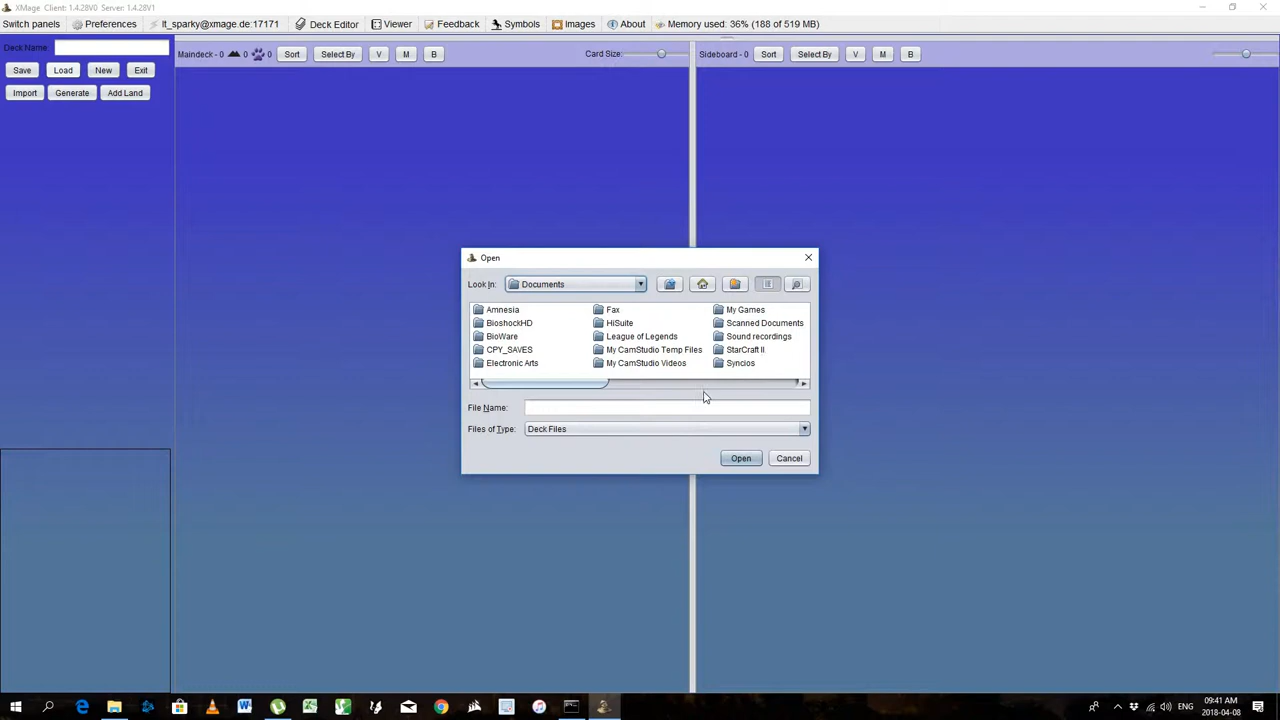 XMage Client: 1.4.28V0 Server: 1.4.28V1
Switch panels Preferences lt_sparky@xmage.de:17171 Deck Editor Viewer Feedback Symbols Images About Memory used: 36% (188 of 519 MB)
Deck Name:
Maindeck - 0 0 0 Sort Select By V M B Card Size: Sideboard - 0 Sort Select By V M B
Save Load New Exit
Import Generate Add Land
Open
Look In: Documents
Amnesia Fax My Games
BioshockHD HiSuite Scanned Documents
BioWare League of Legends Sound recordings
CPY_SAVES My CamStudio Temp Files StarCraft II
Electronic Arts My CamStudio Videos Syncios
File Name:
Files of Type: Deck Files
Open Cancel
ENG 09:41 AM
2018-04-08